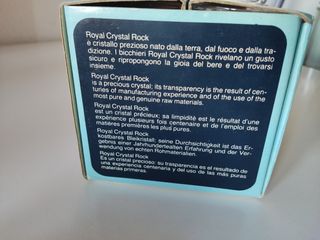 Royal Crystal Rock
è cristallo prezioso nato dalla terra, dal fuoco e dalla tra-
dizione. I bicchieri Royal Crystal Rock rivelano un gusto
sicuro e ripropongono la gioia del bere e del trovarsi
insieme.
Royal Crystal Rock
is a precious crystal; its transparency is the result of cen-
turies of manufacturing experience and of the use of the
most pure and genuine raw materials.
Royal Crystal Rock
est un cristal précieux; sa limpidité est le résultat d'une
expérience plusieurs fois centenaire et de l'emploi des
matières premières les plus pures.
Royal Crystal Rock
Kostbares Bleikristall; seine Durchsichtigkeit ist das Er-
gebnis einer Jahrhundertealten Erfahrung und der Ver-
wendung von echten Rohmaterialien.
Royal Crystal Rock
Es un cristal precioso: su trasparencia es el resultado de
una experiencia centenaria y del uso de las más puras
materias primeras.